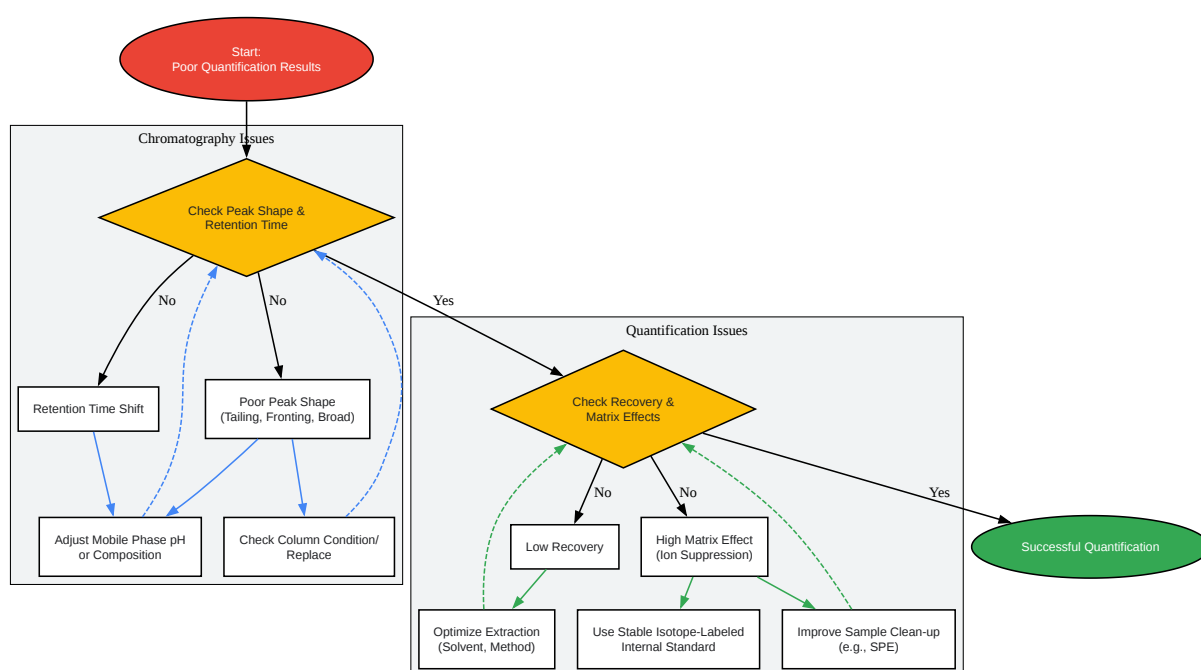 Start:
Poor Quantification Results
Chromatography Issues
Check Peak Shape &
Retention Time
No
No
Yes
Retention Time Shift
Poor Peak Shape
(Tailing, Fronting, Broad)
Adjust Mobile Phase pH
or Composition
Check Column Condition/
Replace
Quantification Issues
Check Recovery &
Matrix Effects
No
No
Yes
Low Recovery
High Matrix Effect
(Ion Suppression)
Successful Quantification
Optimize Extraction
(Solvent, Method)
Use Stable Isotope-Labeled
Internal Standard
Improve Sample Clean-up
(e.g., SPE)